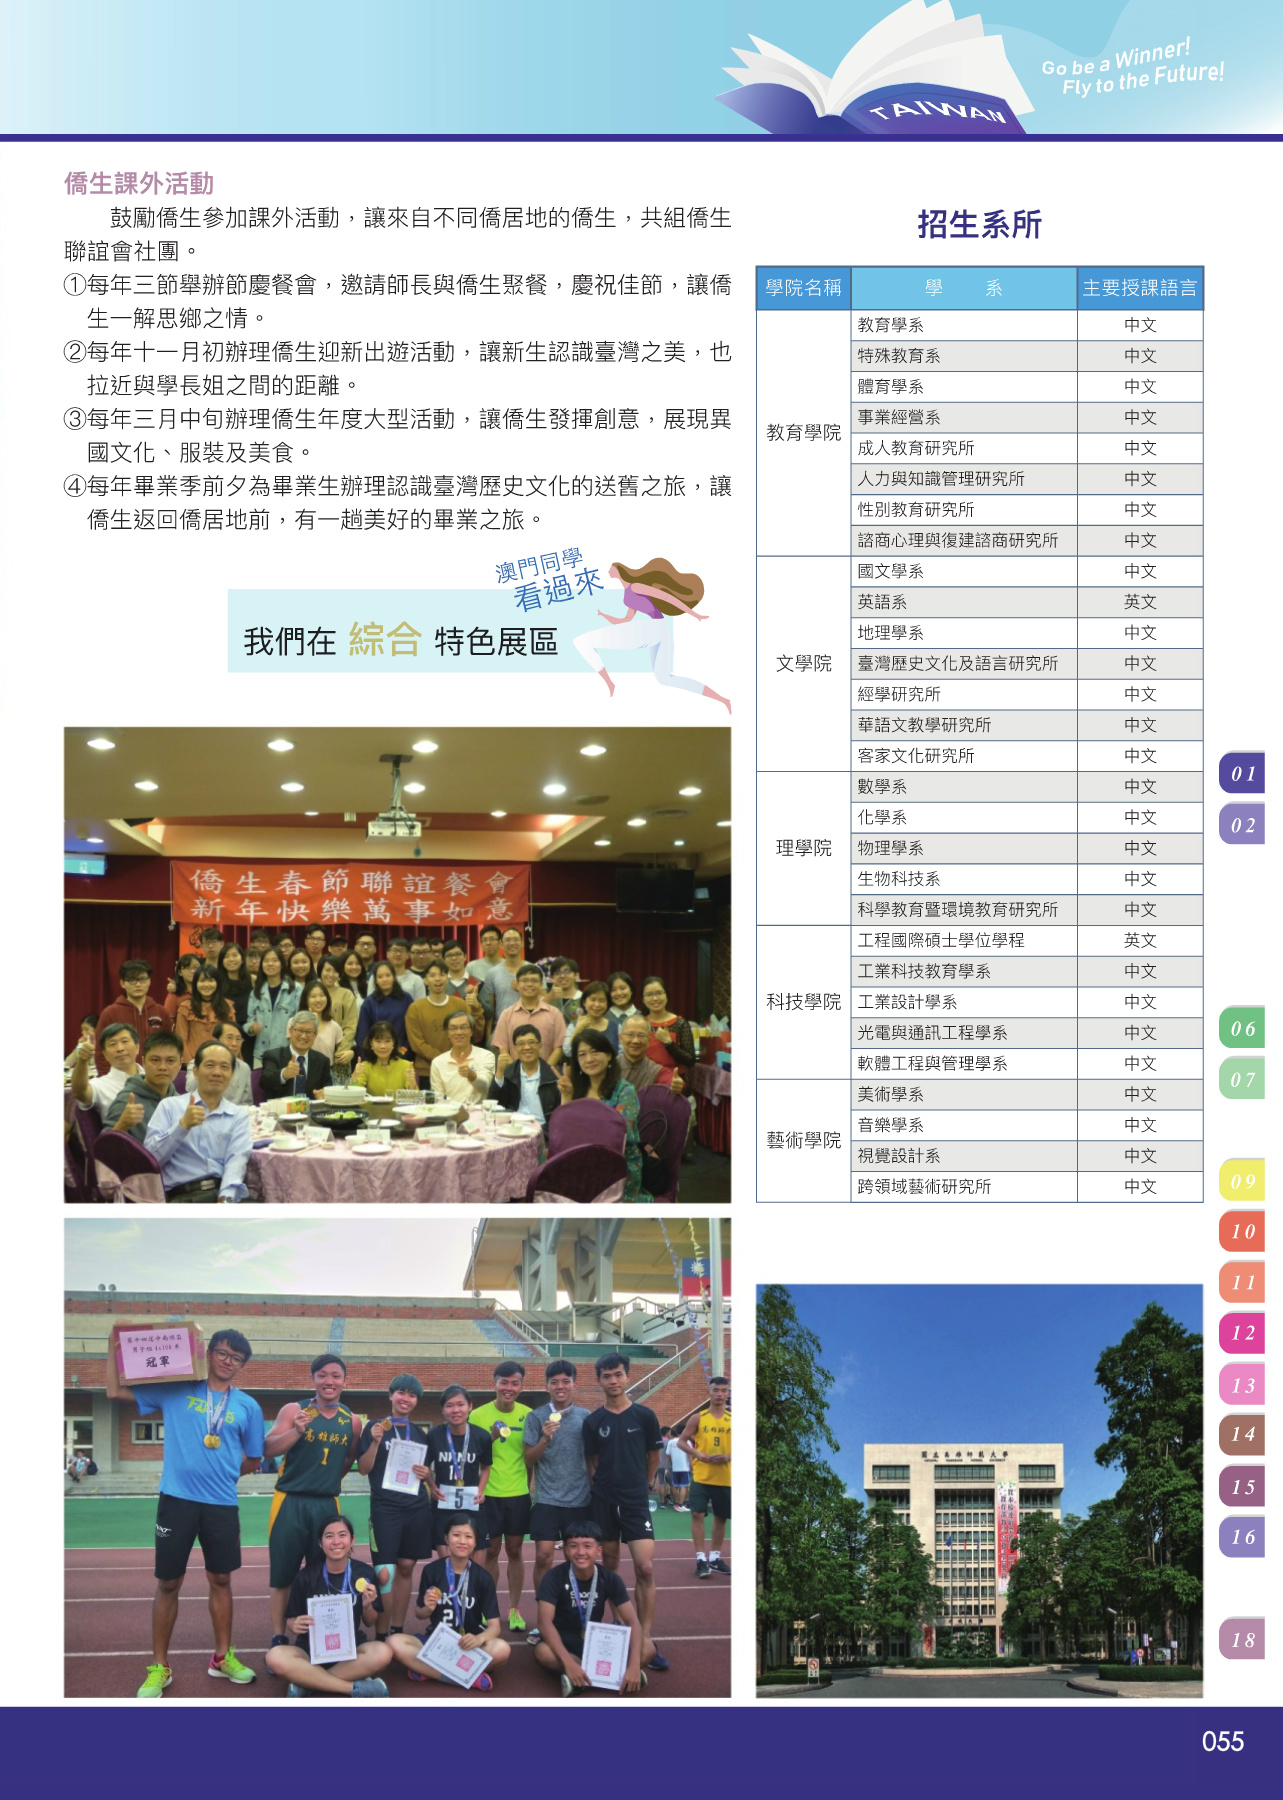 Go be a Winner!
Fly to the Future!
TAIWAN
僑生課外活動
鼓勵僑生參加課外活動，讓來自不同僑居地的僑生，共組僑生
聯誼會社團。
①每年三節舉辦節慶餐會，邀請師長與僑生聚餐，慶祝佳節，讓僑
生一解思鄉之情。
②每年十一月初辦理僑生迎新出遊活動，讓新生認識臺灣之美，也
拉近與學長姐之間的距離。
③每年三月中旬辦理僑生年度大型活動，讓僑生發揮創意，展現異
國文化、服裝及美食。
④每年畢業季前夕為畢業生辦理認識臺灣歷史文化的送舊之旅，讓
僑生返回僑居地前，有一趟美好的畢業之旅。
澳門同學
看過來
我們在 綜合 特色展區
僑生春節聯誼餐會
新年快樂萬事如意
冠軍
高雄師大
1
NKNU
5
2
9
招生系所
學院名稱 學 系 主要授課語言
教育學院
教育學系 中文
特殊教育系 中文
體育學系 中文
事業經營系 中文
成人教育研究所 中文
人力與知識管理研究所 中文
性別教育研究所 中文
諮商心理與復建諮商研究所 中文
文學院
國文學系 中文
英語系 英文
地理學系 中文
臺灣歷史文化及語言研究所 中文
經學研究所 中文
華語文教學研究所 中文
客家文化研究所 中文
理學院
數學系 中文
化學系 中文
物理學系 中文
生物科技系 中文
科學教育暨環境教育研究所 中文
科技學院
工程國際碩士學位學程 英文
工業科技教育學系 中文
工業設計學系 中文
光電與通訊工程學系 中文
軟體工程與管理學系 中文
藝術學院
美術學系 中文
音樂學系 中文
視覺設計系 中文
跨領域藝術研究所 中文
國立高雄師範大學
01
02
06
07
09
10
11
12
13
14
15
16
18
055